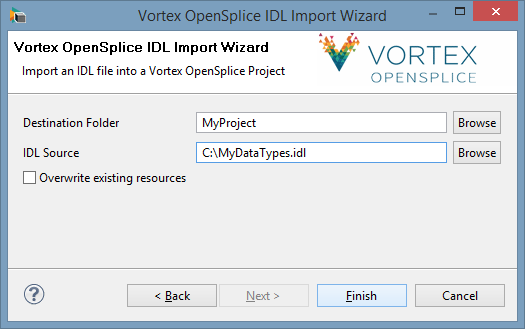 Vortex OpenSplice IDL Import Wizard
Vortex OpenSplice IDL Import Wizard
Import an IDL file into a Vortex OpenSplice Project
VORTEX
OPENSPLICE
Destination Folder MyProject Browse
IDL Source C:\MyDataTypes.idl Browse
Overwrite existing resources
? < Back Next > Finish Cancel